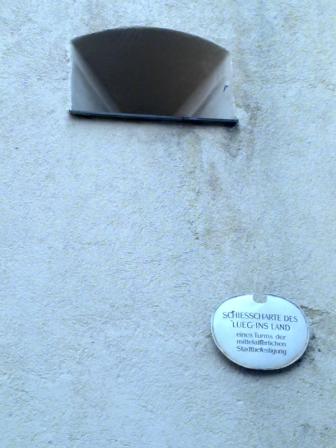 SCHIESSCHARTE DES
LUEG-INS LAND
eines Turms der
mittelalterlichen
Stadtbefestigung